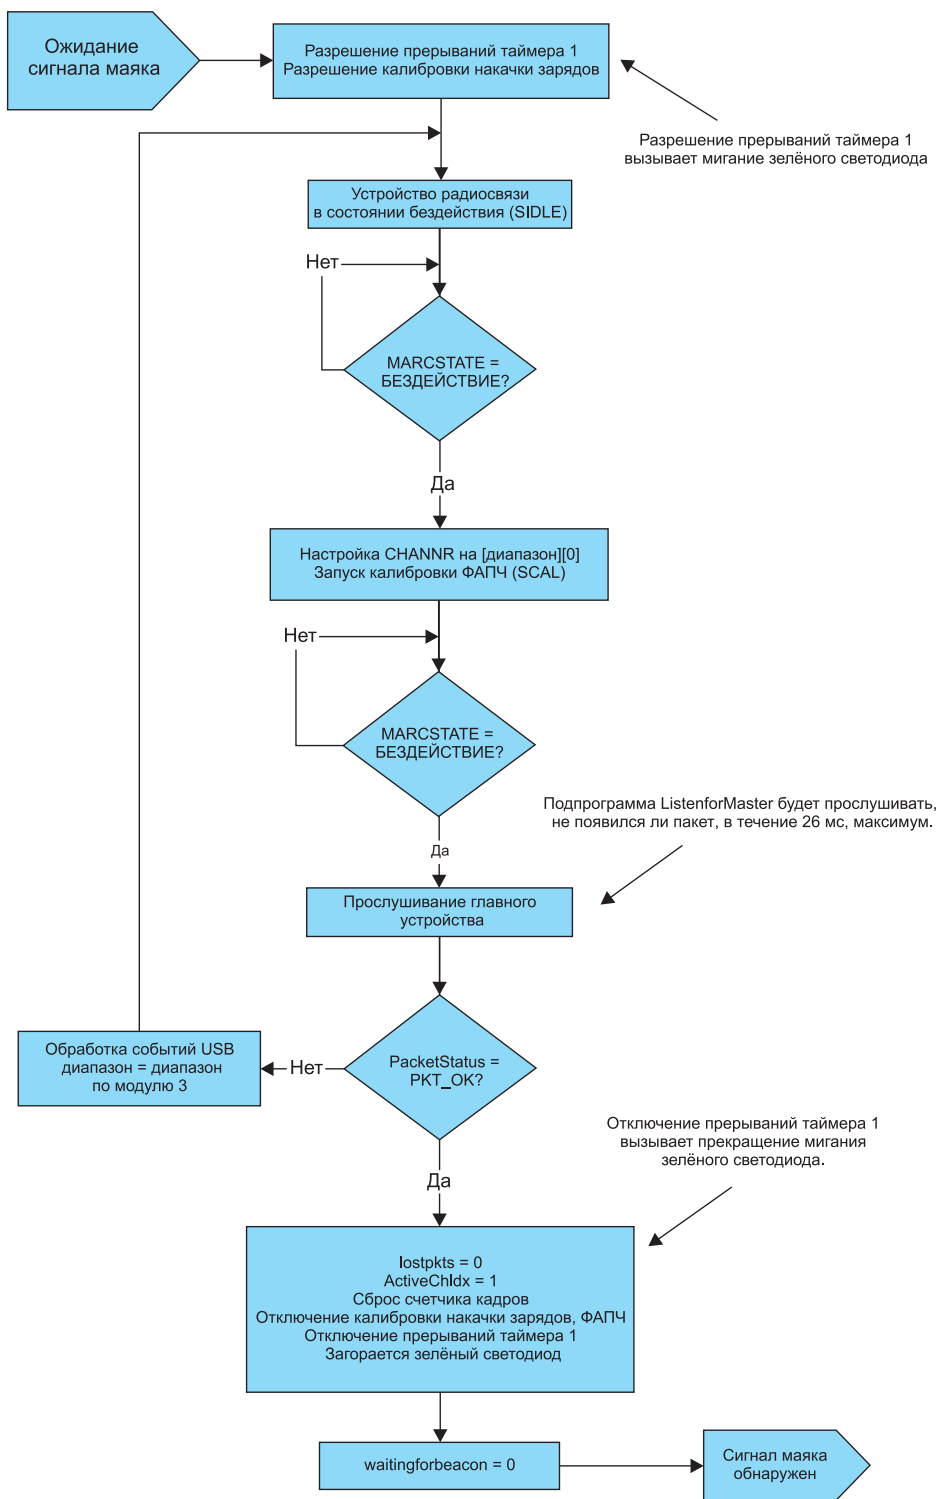 Ожидание
сигнала маяка
Разрешение прерываний таймера 1
Разрешение калибровки накачки зарядов
Разрешение прерываний таймера 1
вызывает мигание зелёного светодиода
Устройство радиосвязи
в состоянии бездействия (SIDLE)
Нет
MARCSTATE =
БЕЗДЕЙСТВИЕ?
Да
Настройка CHANNR на [диапазон][0]
Запуск калибровки ФАПЧ (SCAL)
Нет
MARCSTATE =
БЕЗДЕЙСТВИЕ?
Подпрограмма ListenforMaster будет прослушивать,
не появился ли пакет, в течение 26 мс, максимум.
Да
Прослушивание главного
устройства
Обработка событий USB
диапазон = диапазон
по модулю 3
Нет
PacketStatus =
PKT_OK?
Отключение прерываний таймера 1
вызывает прекращение мигания
зелёного светодиода.
Да
lostpkts = 0
ActiveChIdx = 1
Сброс счетчика кадров
Отключение калибровки накачки зарядов, ФАПЧ
Отключение прерываний таймера 1
Загорается зелёный светодиод
waitingforbeacon = 0
Сигнал маяка
обнаружен